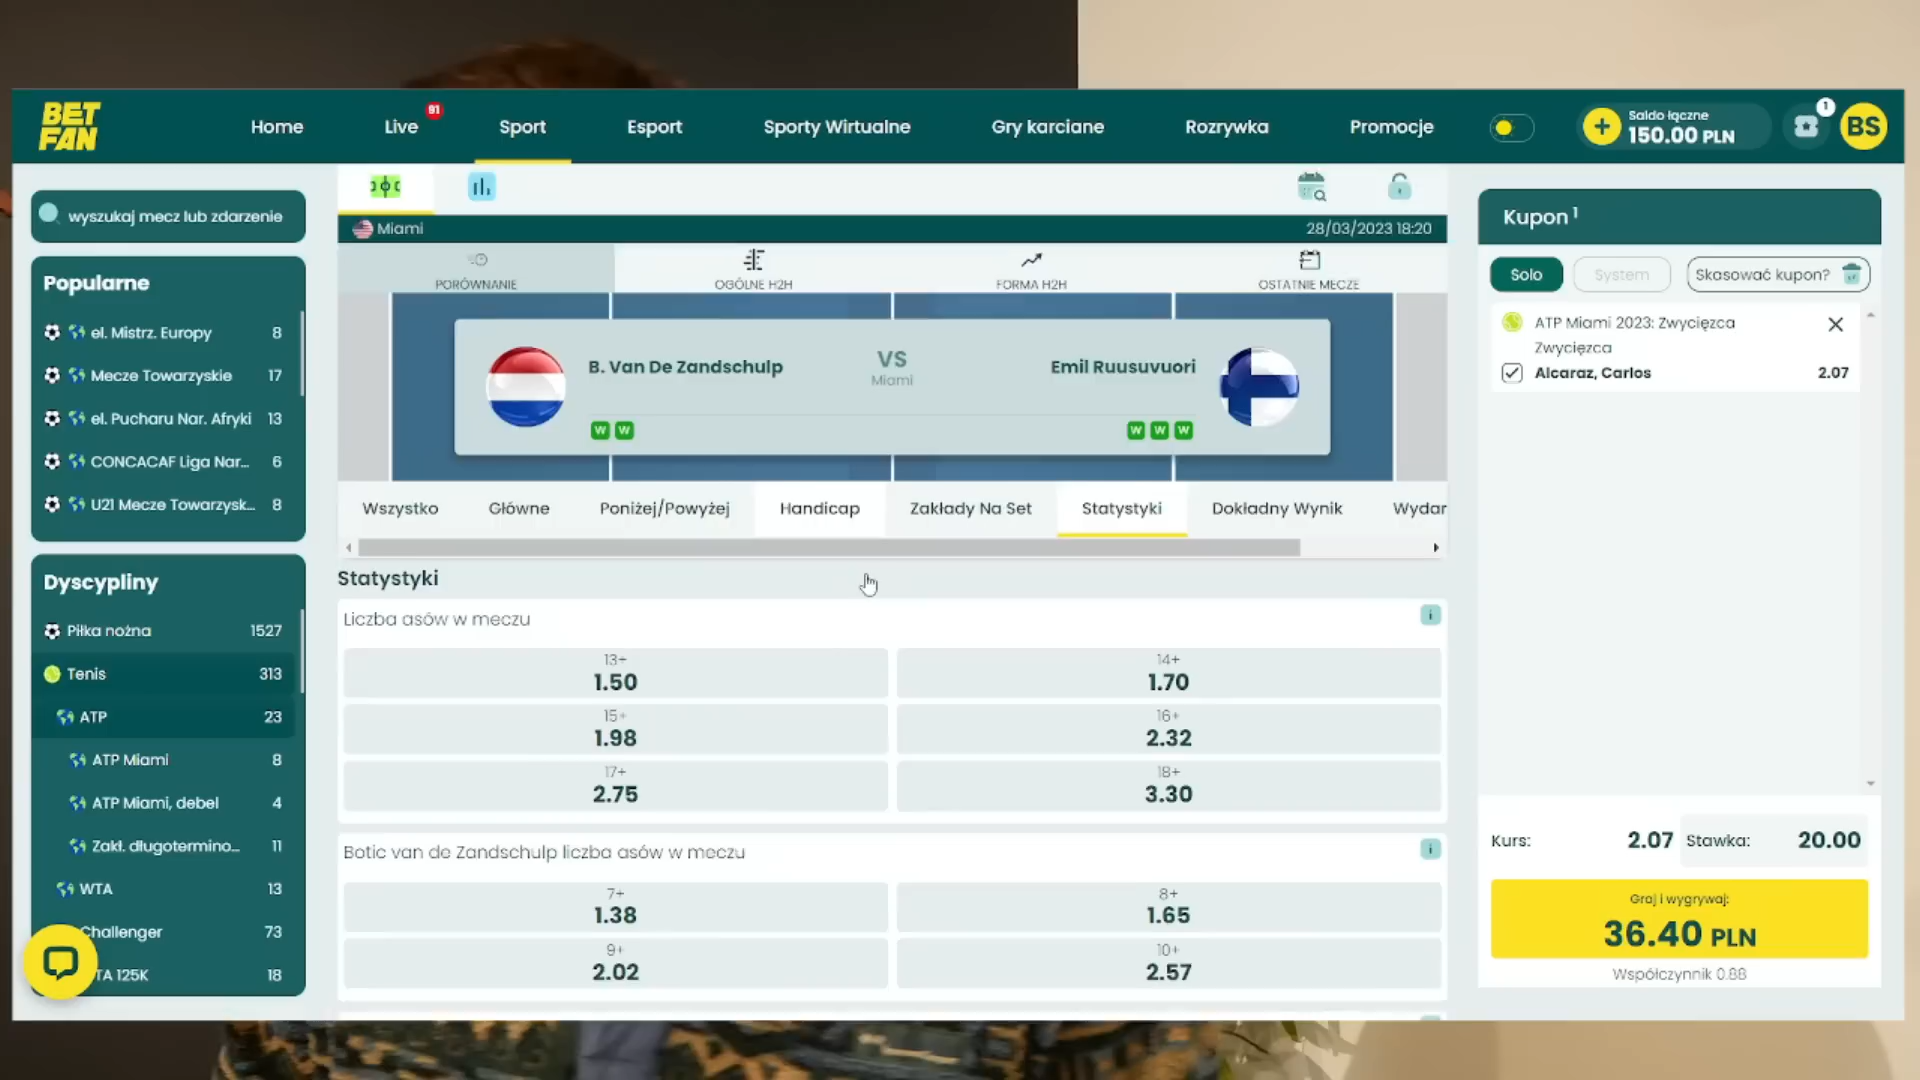 BET
FAN
Home
Live
91
Sport
Esport
Sporty Wirtualne
Gry karciane
Rozrywka
Promocje
Saldo łączne
150.00 PLN
1
BS
wyszukaj mecz lub zdarzenie
Popularne
el. Mistrz. Europy 8
Mecze Towarzyskie 17
el. Pucharu Nar. Afryki 13
CONCACAF Liga Nar... 6
U21 Mecze Towarzysk... 8
Dyscypliny
Piłka nożna 1527
Tenis 313
ATP 23
ATP Miami 8
ATP Miami, debel 4
Zakł. długotermino... 11
WTA 13
Challenger 73
TA 125K 18
Miami
28/03/2023 18:20
PORÓWNANIE
OGÓLNE H2H
FORMA H2H
OSTATNIE MECZE
B. Van De Zandschulp
VS
Miami
Emil Ruusuvuori
W W
W W W
Wszystko
Główne
Poniżej/Powyżej
Handicap
Zakłady Na Set
Statystyki
Dokładny Wynik
Wydar
Statystyki
Liczba asów w meczu
i
13+
1.50
14+
1.70
15+
1.98
16+
2.32
17+
2.75
18+
3.30
Botic van de Zandschulp liczba asów w meczu
i
7+
1.38
8+
1.65
9+
2.02
10+
2.57
Kupon 1
Solo
System
Skasować kupon?
ATP Miami 2023: Zwycięzca
Zwycięzca
Alcaraz, Carlos 2.07
Kurs: 2.07
Stawka: 20.00
Graj i wygrywaj:
36.40 PLN
Współczynnik 0.88